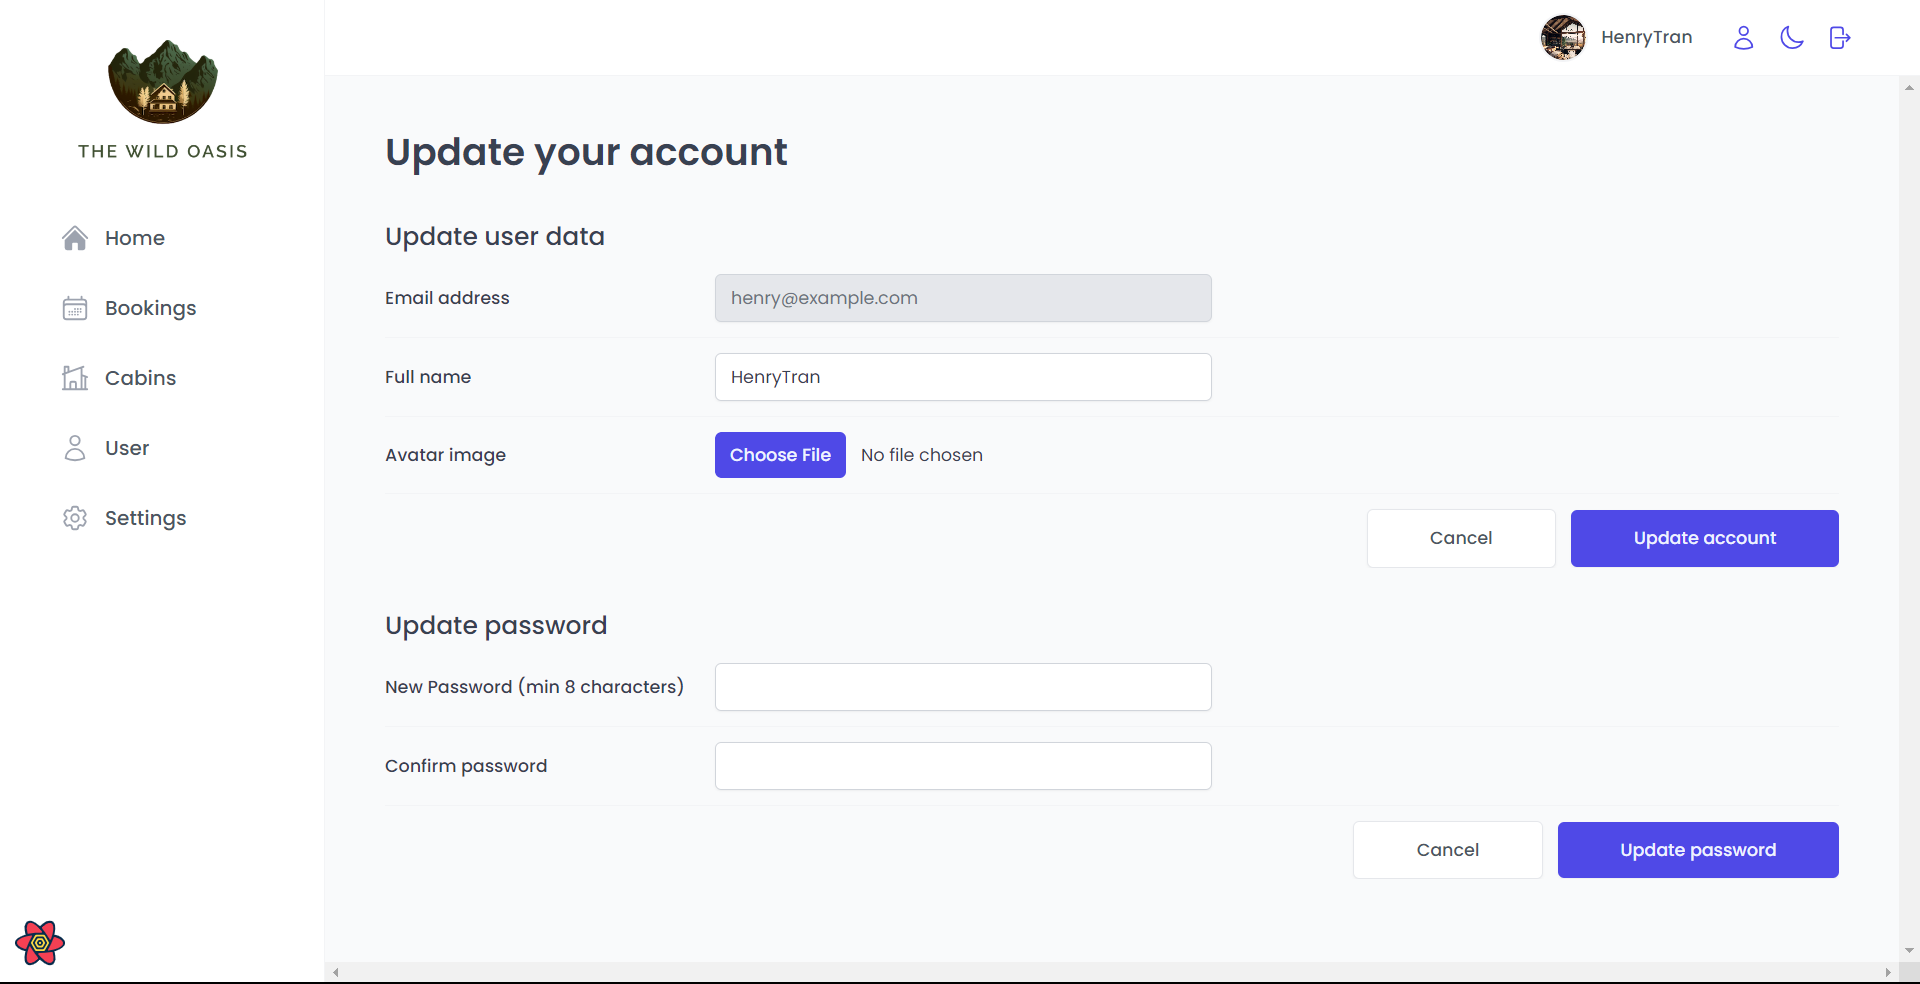 THE WILD OASIS
Home
Bookings
Cabins
User
Settings
HenryTran
Update your account
Update user data
Email address
henry@example.com
Full name
HenryTran
Avatar image
Choose File No file chosen
Cancel
Update account
Update password
New Password (min 8 characters)
Confirm password
Cancel
Update password